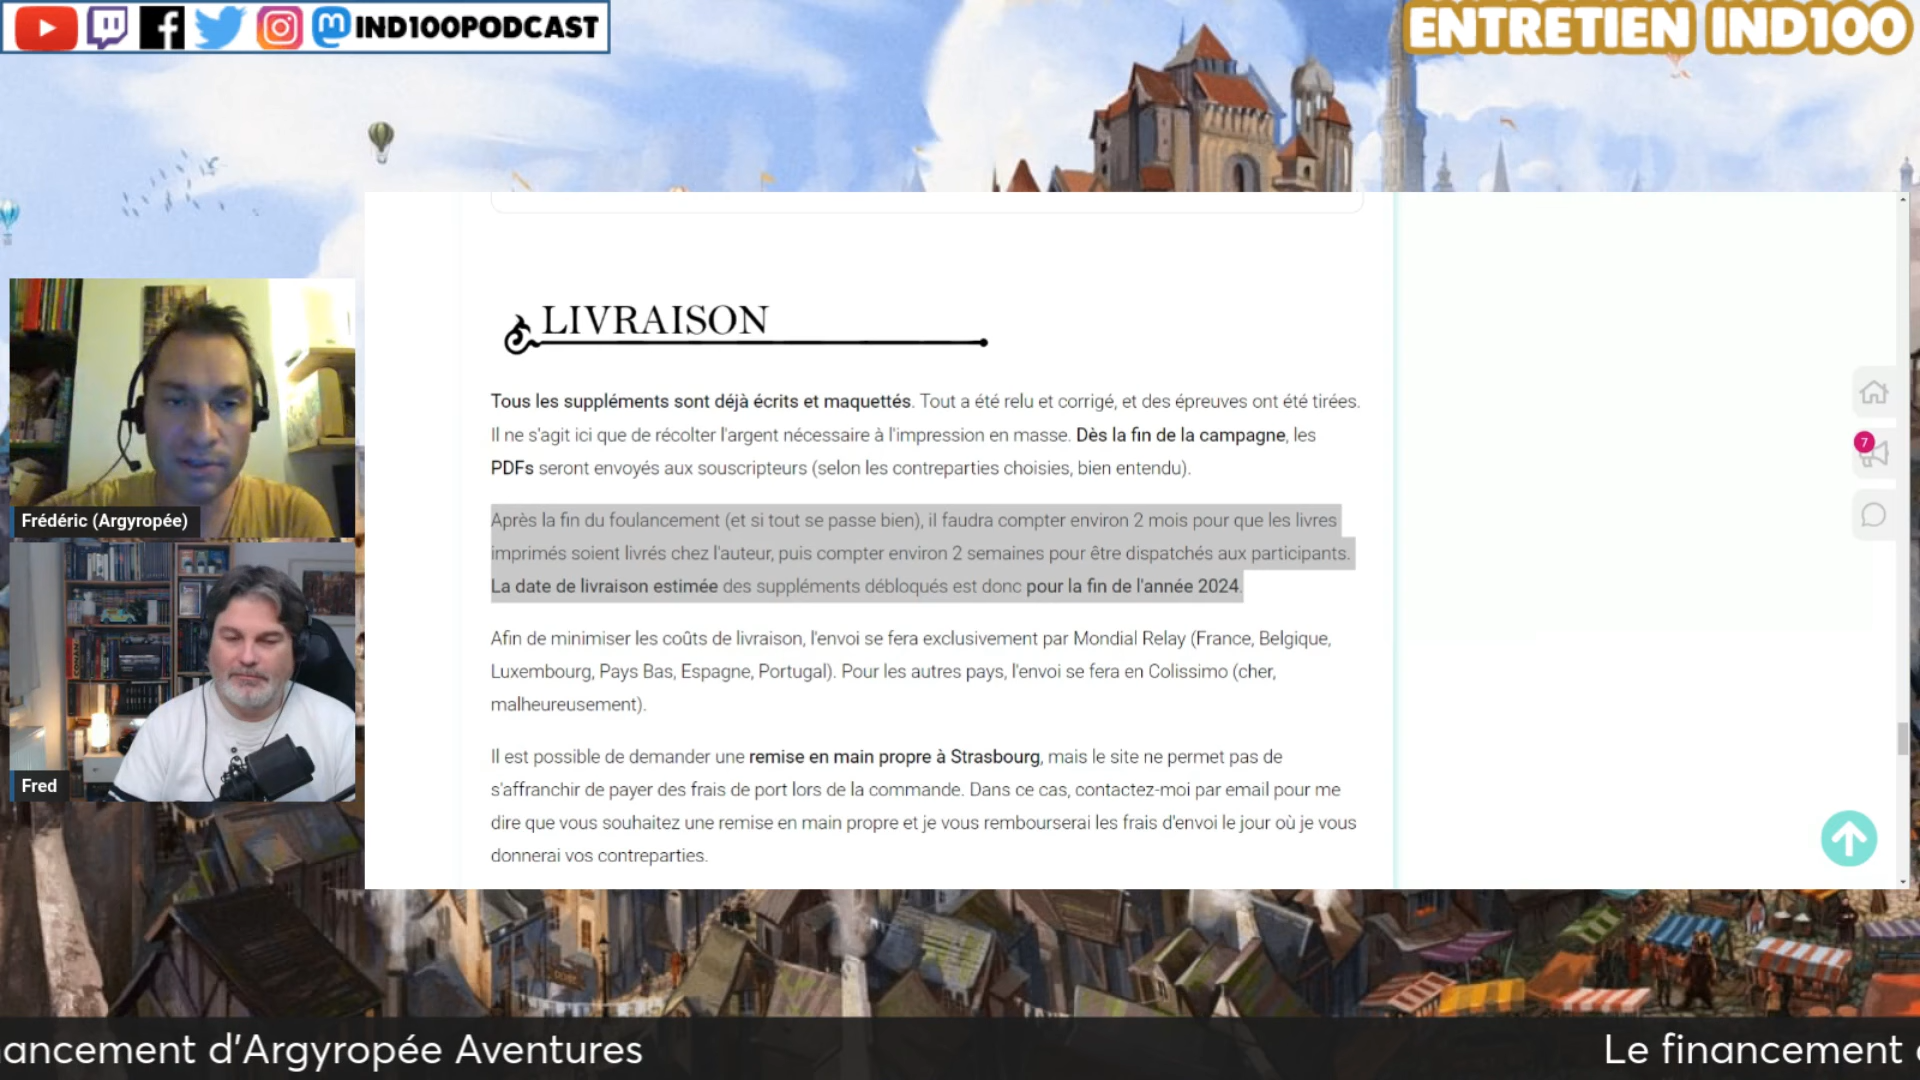 IND100PODCAST
ENTRETIEN IND100
LIVRAISON
Tous les suppléments sont déjà écrits et maquettés. Tout a été relu et corrigé, et des épreuves ont été tirées.
Il ne s'agit ici que de récolter l'argent nécessaire à l'impression en masse. Dès la fin de la campagne, les
PDFs seront envoyés aux souscripteurs (selon les contreparties choisies, bien entendu).
Après la fin du foulancement (et si tout se passe bien), il faudra compter environ 2 mois pour que les livres
imprimés soient livrés chez l'auteur, puis compter environ 2 semaines pour être dispatchés aux participants.
La date de livraison estimée des suppléments débloqués est donc pour la fin de l'année 2024.
Afin de minimiser les coûts de livraison, l'envoi se fera exclusivement par Mondial Relay (France, Belgique,
Luxembourg, Pays Bas, Espagne, Portugal). Pour les autres pays, l'envoi se fera en Colissimo (cher,
malheureusement).
Il est possible de demander une remise en main propre à Strasbourg, mais le site ne permet pas de
s'affranchir de payer des frais de port lors de la commande. Dans ce cas, contactez-moi par email pour me
dire que vous souhaitez une remise en main propre et je vous rembourserai les frais d'envoi le jour où je vous
donnerai vos contreparties.
7
Frédéric (Argyropée)
CONAN
Fred
nancement d'Argyropée Aventures
Le financement